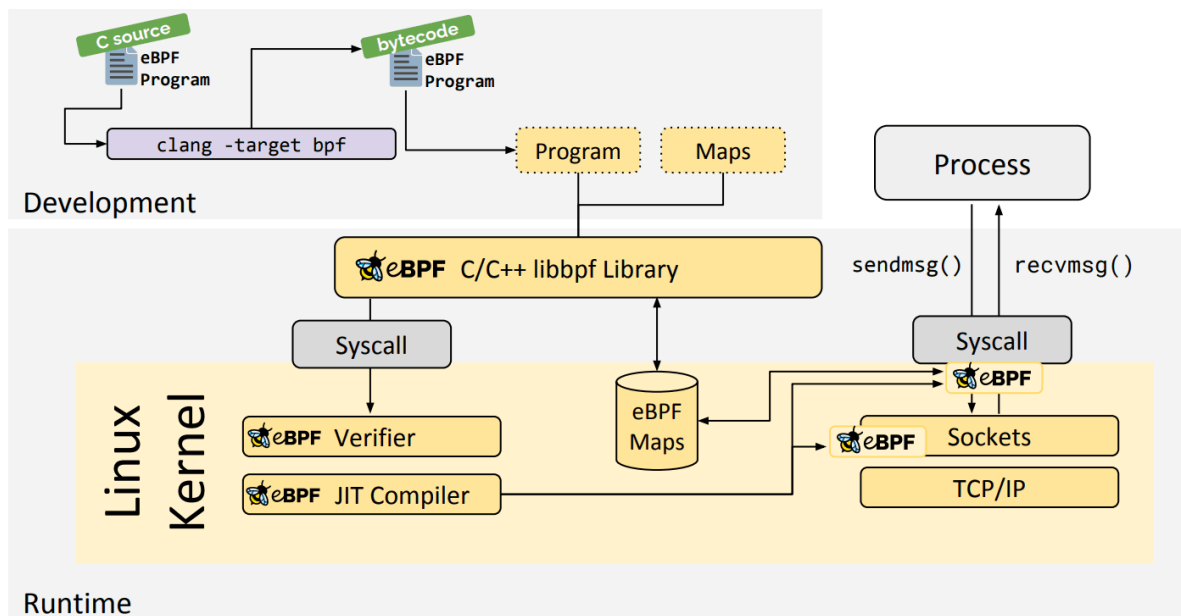 C source
eBPF
Program
bytecode
eBPF
Program
clang -target bpf
Program
Maps
Development
Process
eBPF C/C++ libbpf Library
sendmsg()
recvmsg()
Syscall
Syscall
eBPF
Linux
Kernel
eBPF Verifier
eBPF
Maps
eBPF
Sockets
eBPF JIT Compiler
TCP/IP
Runtime